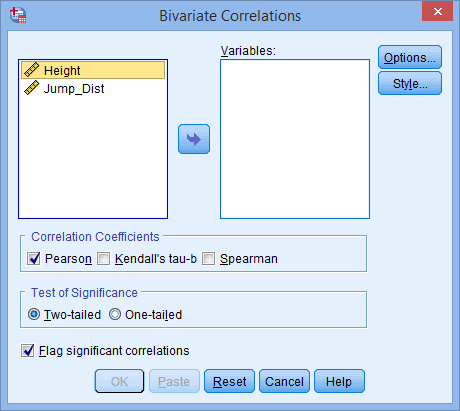 Bivariate Correlations
Variables:
Height
Jump_Dist
Options...
Style...
Correlation Coefficients
Pearson Kendall's tau-b Spearman
Test of Significance
Two-tailed One-tailed
Flag significant correlations
OK Paste Reset Cancel Help